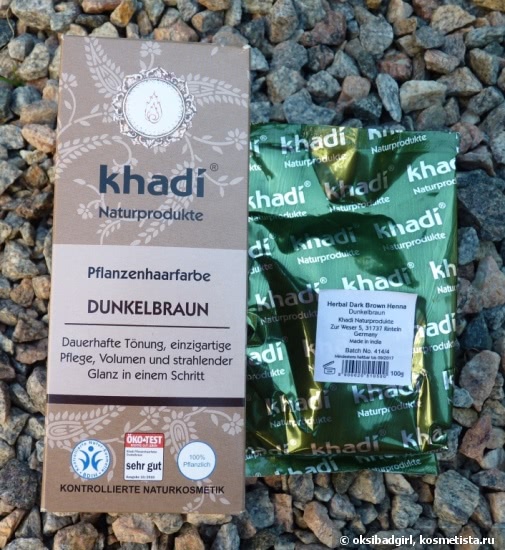 khadi®
Naturprodukte
Pflanzenhaarfarbe
DUNKELBRAUN
Dauerhafte Tönung, einzigartige
Pflege, Volumen und strahlender
Glanz in einem Schritt
ÖKO-TEST
sehr gut
100%
Pflanzlich
KONTROLLIERTE NATURKOSMETIK
khadi®
Naturprodukte
khadi®
Naturprodukte
Herbal Dark Brown Henna
Dunkelbraun
Khadi Naturprodukte
Zur Weser 5, 31737 Rinteln
Germany
Made in India
Batch No. 414/4
100g
© oksibadgirl, kosmetista.ru